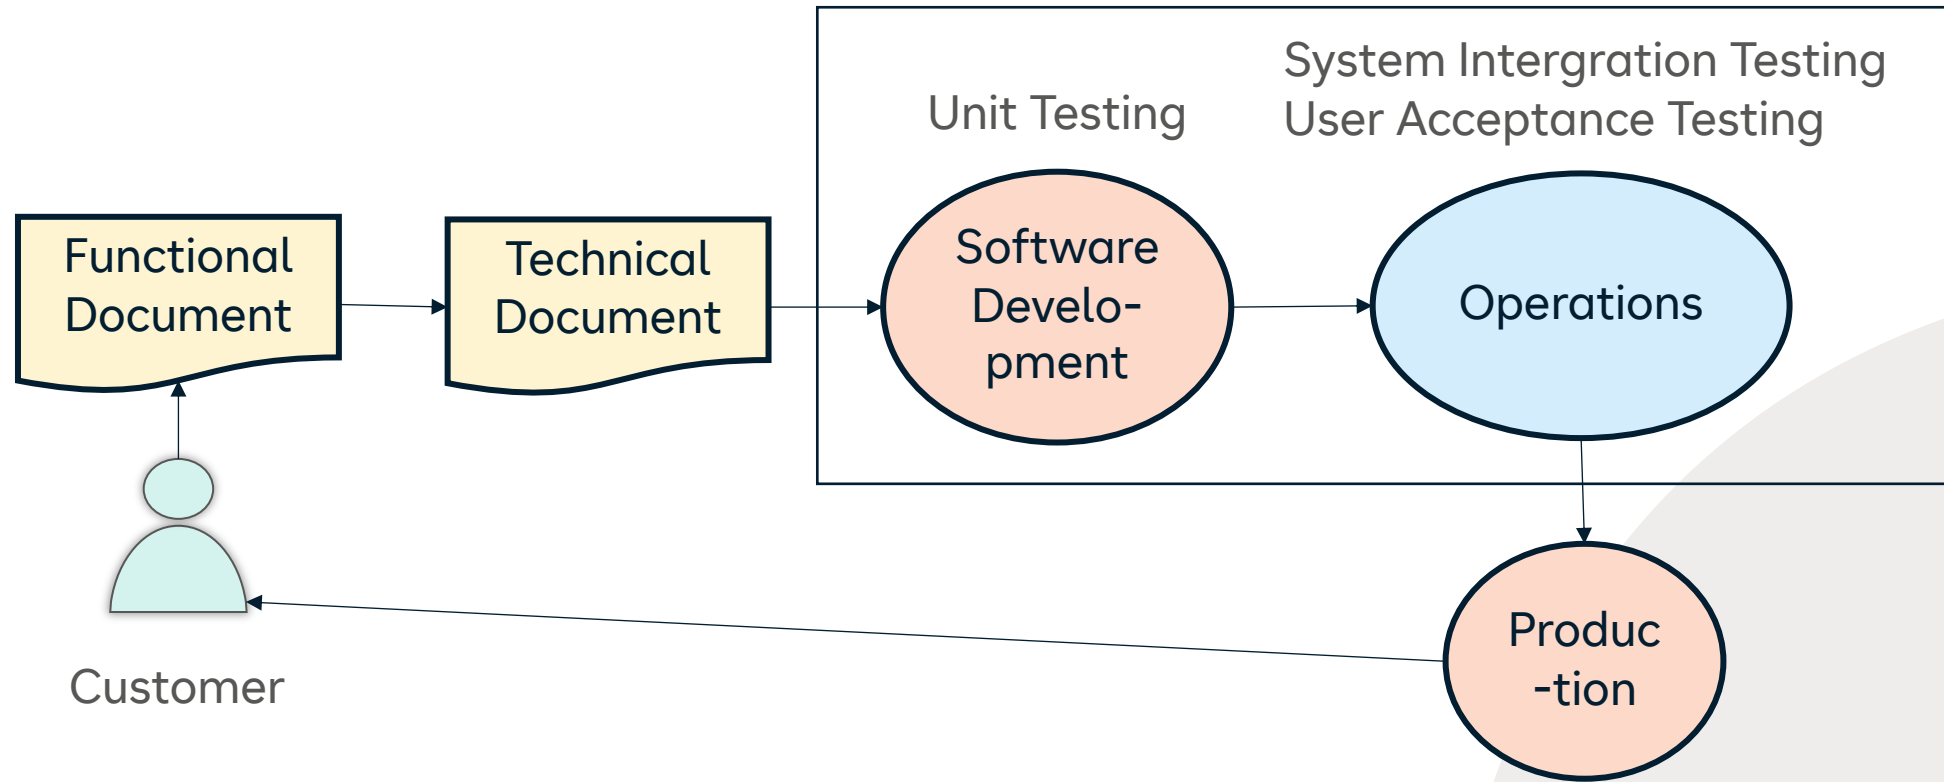 System Intergration Testing
User Acceptance Testing
Unit Testing
Functional
Document
Technical
Document
Software
Develo-
pment
Operations
Customer
Produc
-tion